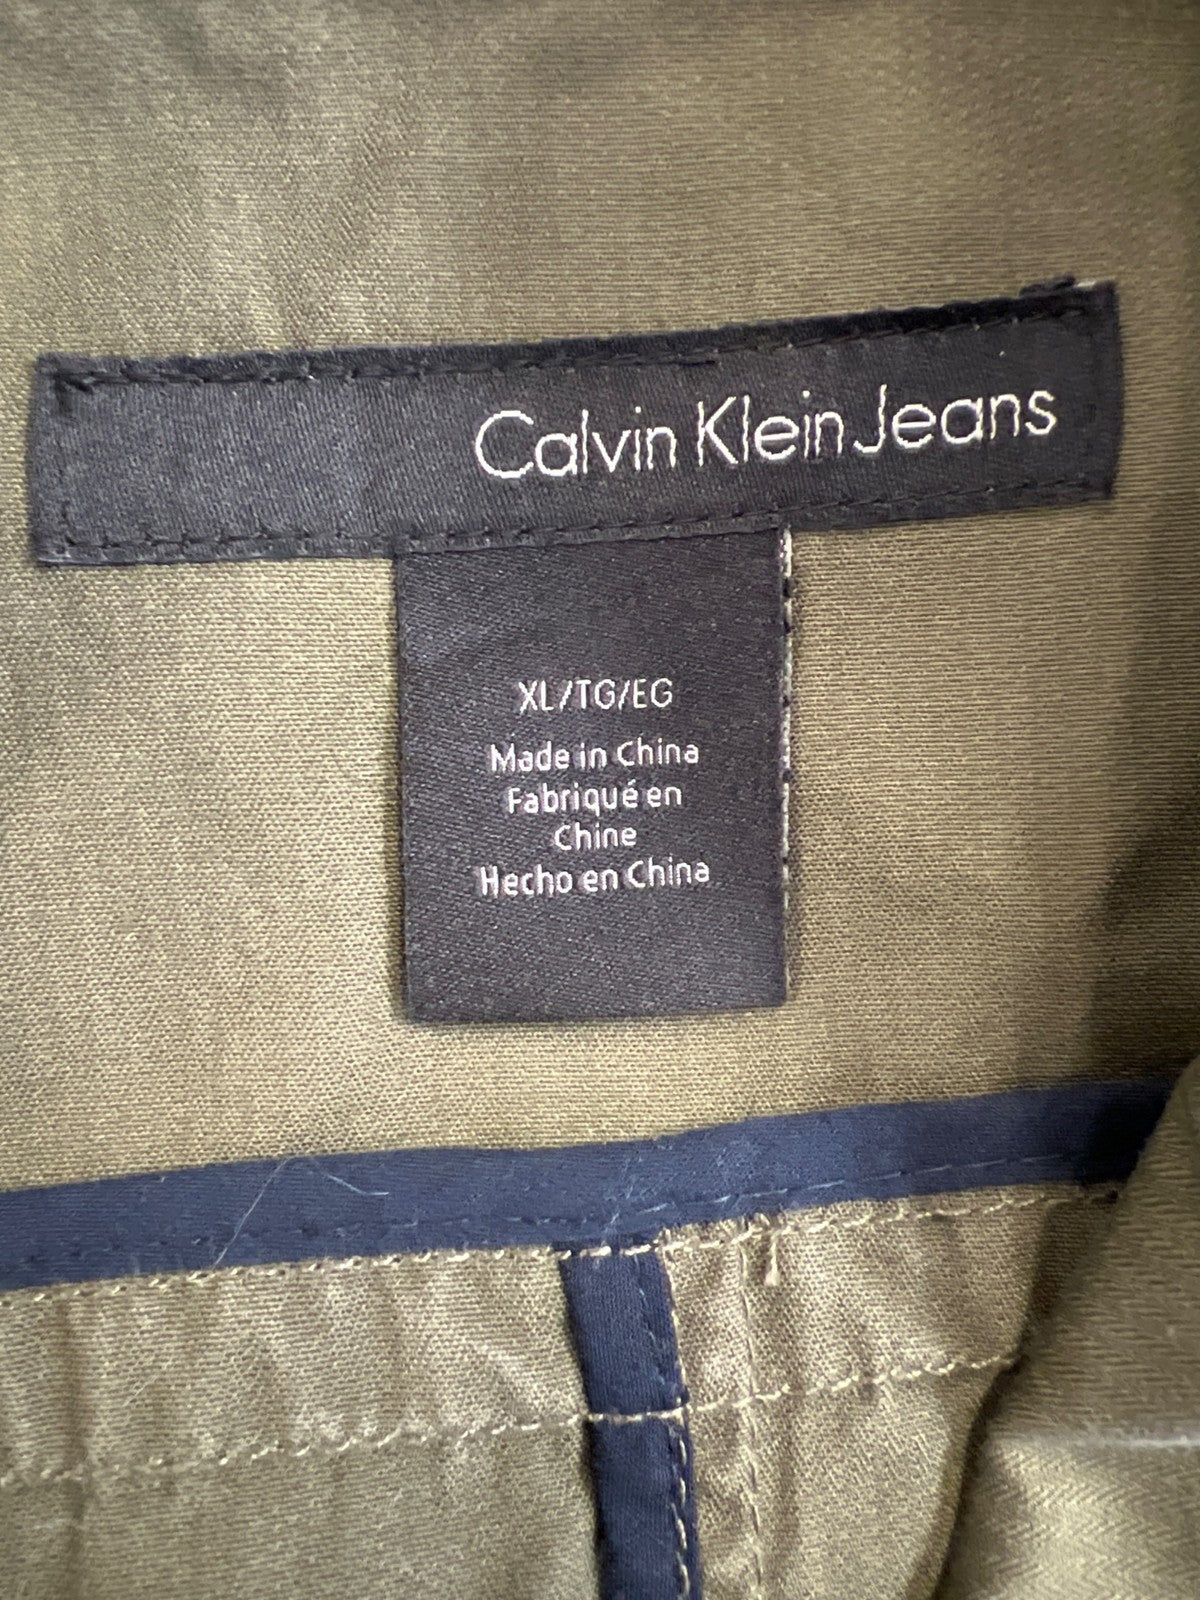 Calvin Klein Jeans
XL/TG/EG
Made in China
Fabriqué en
Chine
Hecho en China